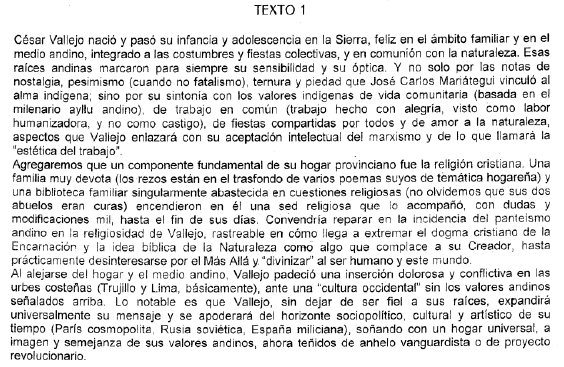 TEXTO 1
César Vallejo nació y pasó su infancia y adolescencia en la Sierra, feliz en el ámbito familiar y en el
medio andino, integrado a las costumbres y fiestas colectivas, y en comunión con la naturaleza. Esas
raíces andinas marcaron para siempre su sensibilidad y su óptica. Y no solo por las notas de
nostalgia, pesimismo (cuando no fatalismo), ternura y piedad que José Carlos Mariátegui vinculó al
alma indígena; sino por su sintonía con los valores indígenas de vida comunitaria (basada en el
milenario ayllu andino), de trabajo en común (trabajo hecho con alegría, visto como labor
humanizadora, y no como castigo), de fiestas compartidas por todos y de amor a la naturaleza,
aspectos que Vallejo enlazará con su aceptación intelectual del marxismo y de lo que llamará la
"estética del trabajo".
Agregaremos que un componente fundamental de su hogar provinciano fue la religión cristiana. Una
familia muy devota (los rezos están en el trasfondo de varios poemas suyos de temática hogareña) y
una biblioteca familiar singularmente abastecida en cuestiones religiosas (no olvidemos que sus dos
abuelos eran curas) encendieron en él una sed religiosa que lo acompañó, con dudas y
modificaciones mil, hasta el fin de sus días. Convendría reparar en la incidencia del panteismo
andino en la religiosidad de Vallejo, rastreable en cómo llega a extremar el dogma cristiano de la
Encarnación y la idea bíblica de la Naturaleza como algo que complace a su Creador, hasta
prácticamente desinteresarse por el Más Allá y "divinizar" al ser humano y este mundo.
Al alejarse del hogar y el medio andino, Vallejo padeció una inserción dolorosa y conflictiva en las
urbes costeñas (Trujillo y Lima, básicamente), ante una "cultura occidental" sin los valores andinos
señalados arriba. Lo notable es que Vallejo, sin dejar de ser fiel a sus raíces, expandirá
universalmente su mensaje y se apoderará del horizonte sociopolítico, cultural y artístico de su
tiempo (París cosmopolita, Rusia soviética, España miliciana), soñando con un hogar universal, a
imagen y semejanza de sus valores andinos, ahora teñidos de anhelo vanguardista o de proyecto
revolucionario.